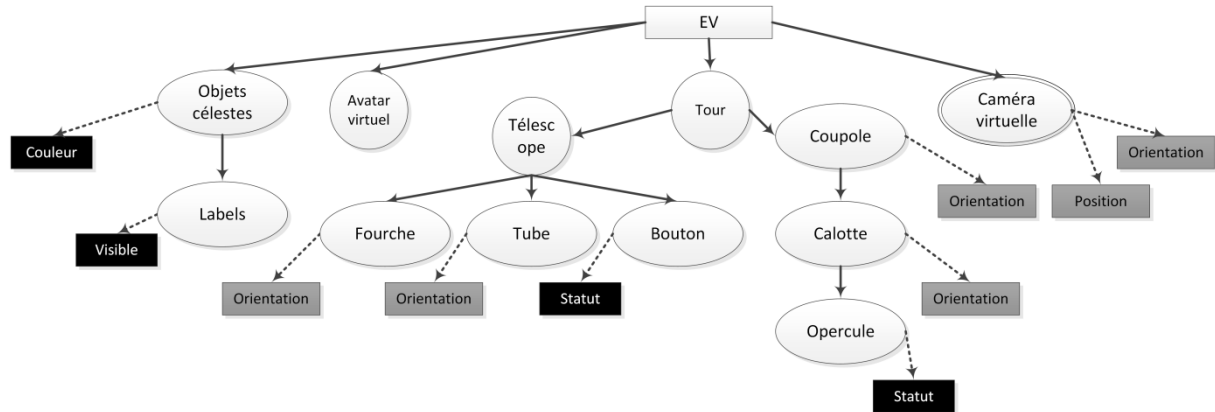 EV
Objets
célestes
Avatar
virtuel
Tour
Caméra
virtuelle
Télesc
ope
Coupole
Couleur
Orientation
Labels
Orientation
Position
Fourche
Tube
Bouton
Calotte
Visible
Orientation
Orientation
Statut
Orientation
Opercule
Statut